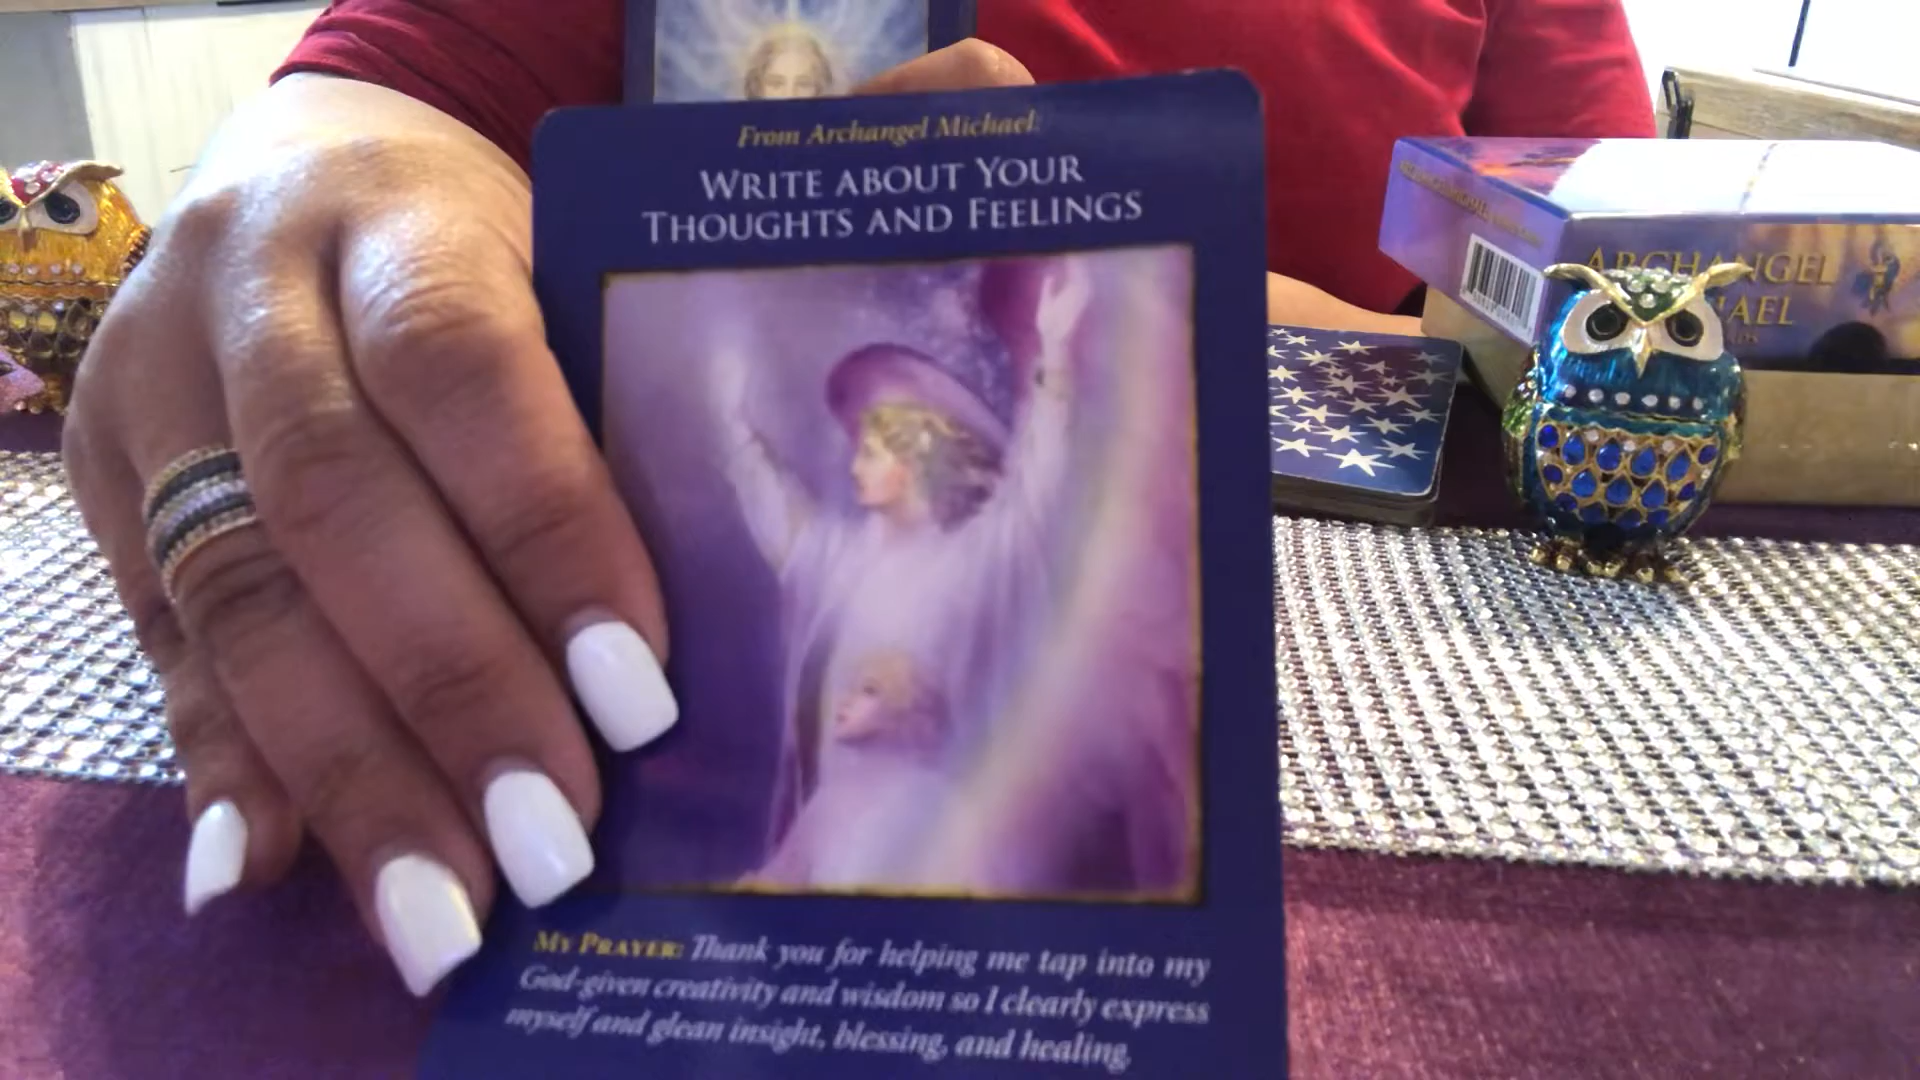 From Archangel Michael:
WRITE ABOUT YOUR
THOUGHTS AND FEELINGS
MY PRAYER: Thank you for helping me tap into my
God-given creativity and wisdom so I clearly express
myself and glean insight, blessing, and healing.
ARCHANGEL